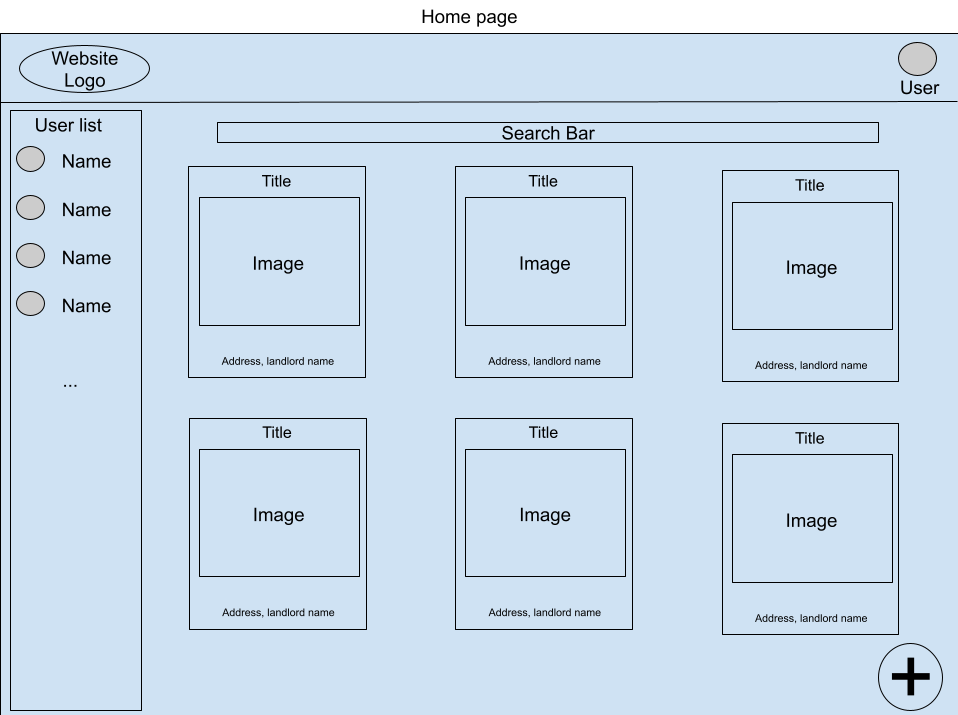 Home page
Website
Logo
User
User list
Name
Name
Name
Name
...
Search Bar
Title
Image
Address, landlord name
Title
Image
Address, landlord name
Title
Image
Address, landlord name
Title
Image
Address, landlord name
Title
Image
Address, landlord name
Title
Image
Address, landlord name
+